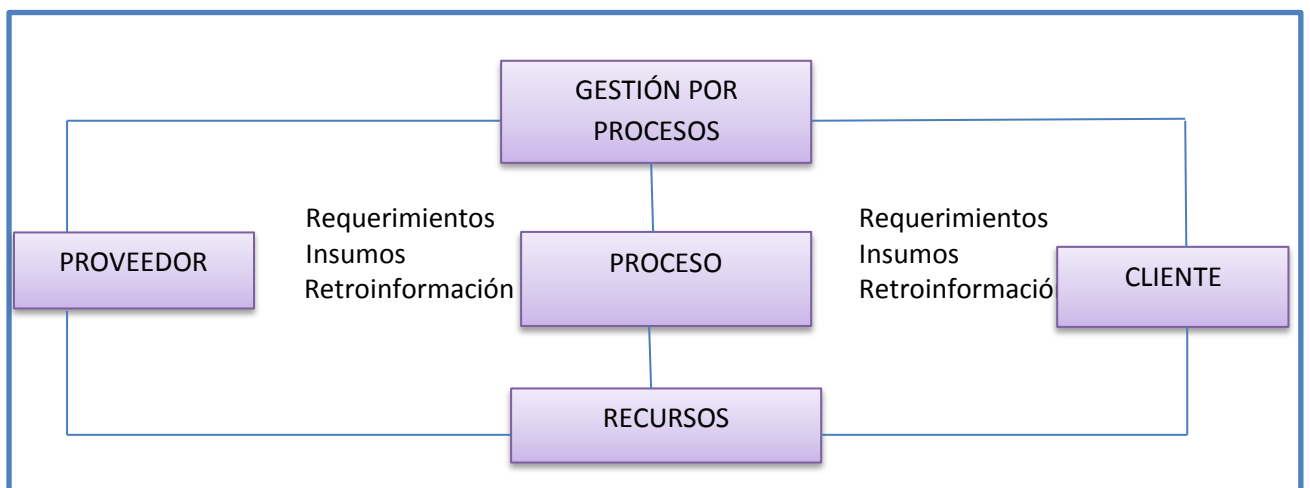 GESTIÓN POR
PROCESOS
PROVEEDOR
Requerimientos
Insumos
Retroinformación
PROCESO
Requerimientos
Insumos
Retroinformació
CLIENTE
RECURSOS